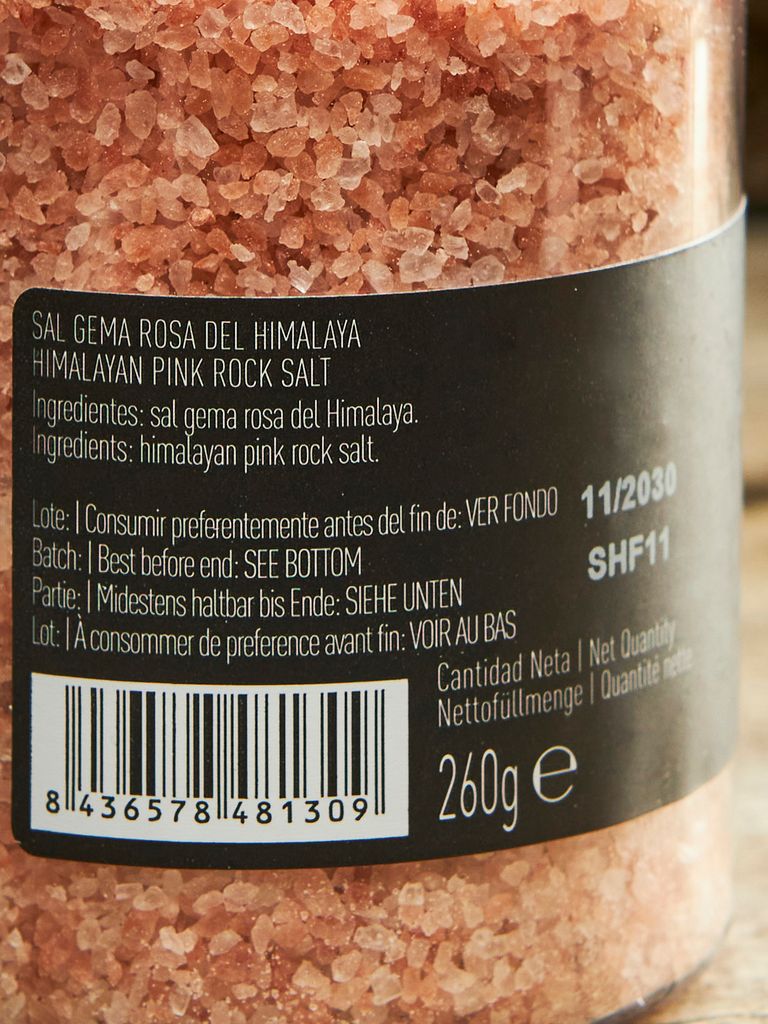 SAL GEMA ROSA DEL HIMALAYA
HIMALAYAN PINK ROCK SALT
Ingredientes: sal gema rosa del Himalaya.
Ingredients: himalayan pink rock salt.
Lote: | Consumir preferentemente antes del fin de: VER FONDO
Batch: | Best before end: SEE BOTTOM
Partie: | Midestens haltbar bis Ende: SIEHE UNTEN
Lot: | À consommer de preference avant fin: VOIR AU BAS
11/2030
SHF11
Cantidad Neta | Net Quantity
Nettofüllmenge | Quantité nette
260g ℮
8 436578 481309